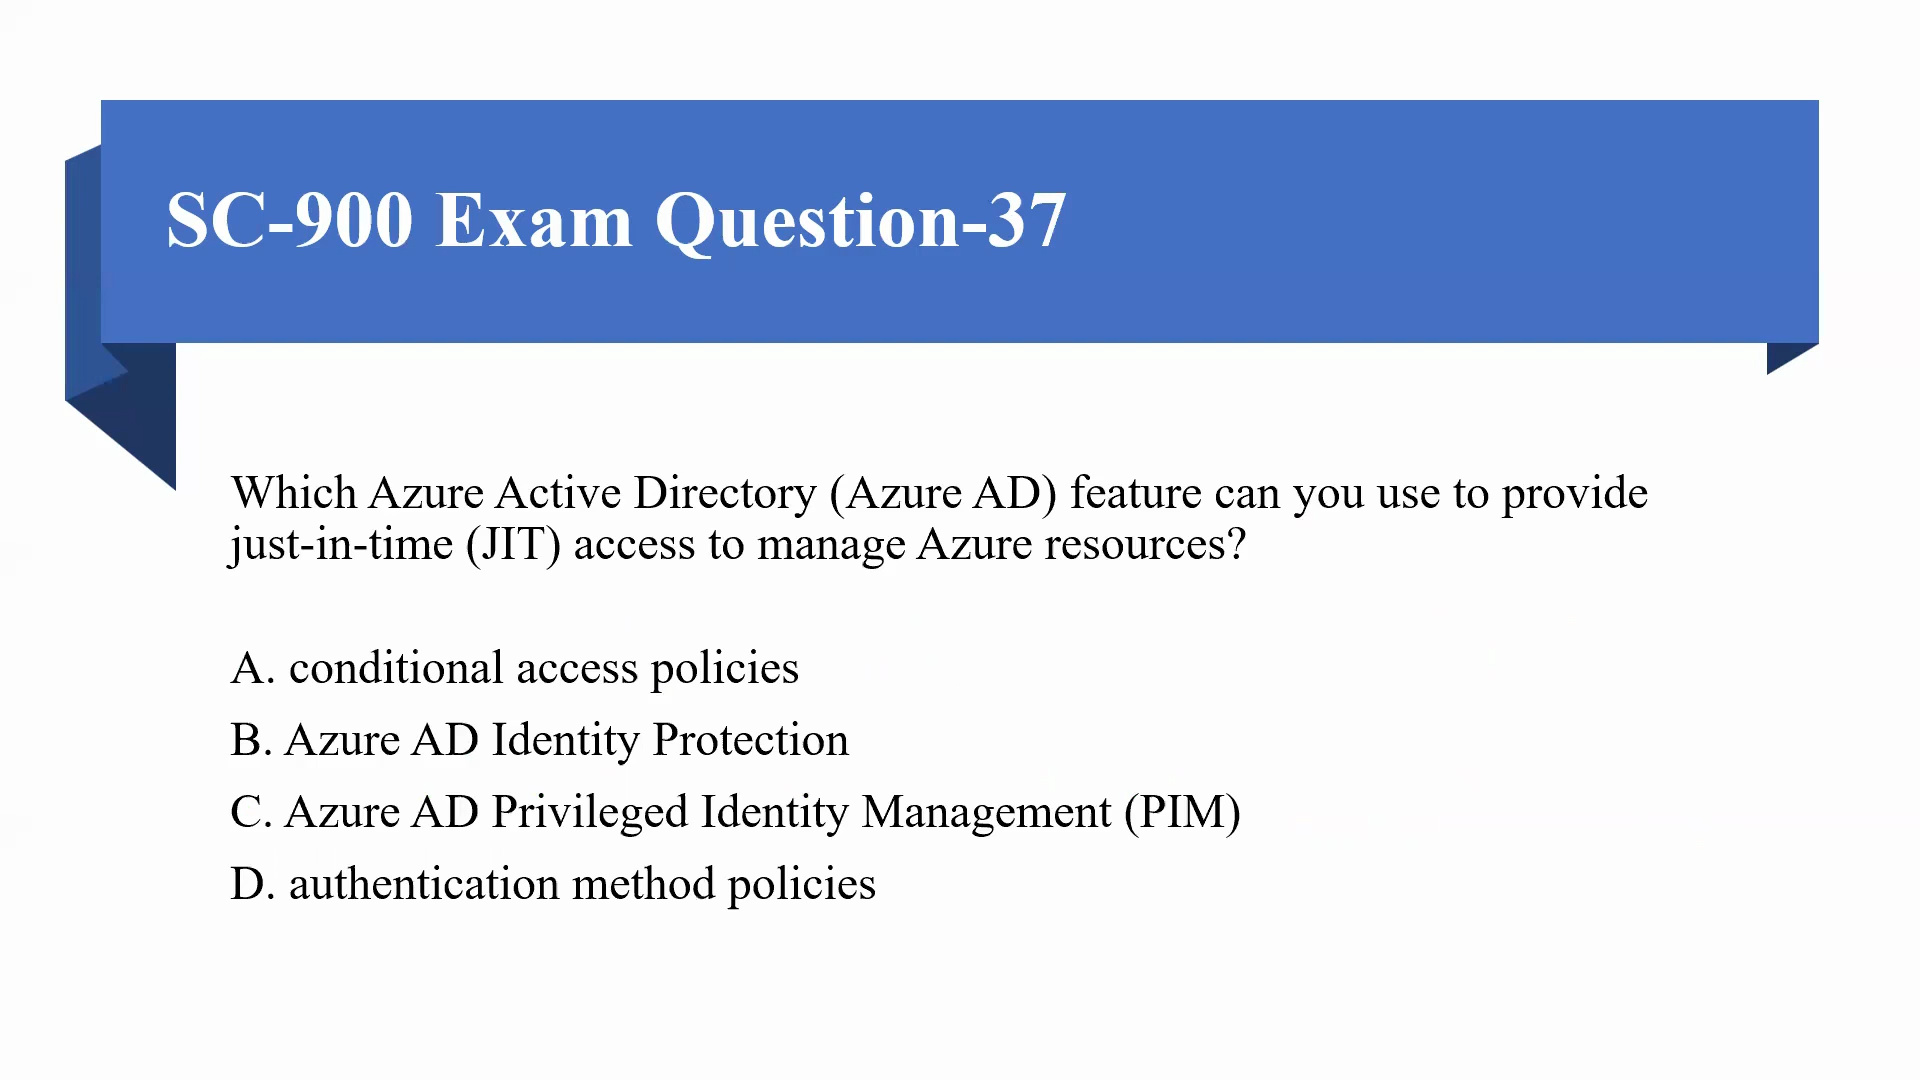 SC-900 Exam Question-37
Which Azure Active Directory (Azure AD) feature can you use to provide
just-in-time (JIT) access to manage Azure resources?
A. conditional access policies
B. Azure AD Identity Protection
C. Azure AD Privileged Identity Management (PIM)
D. authentication method policies